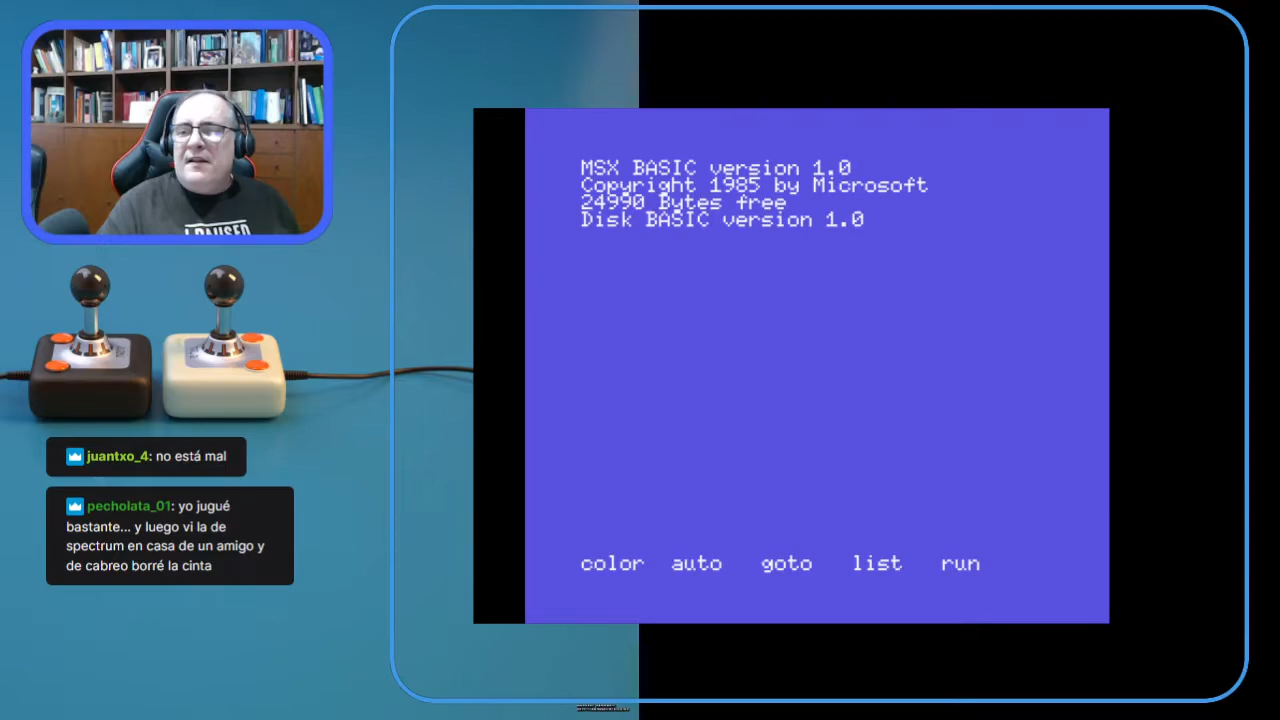 I PAUSED
MSX BASIC version 1.0
Copyright 1985 by Microsoft
24990 Bytes free
Disk BASIC version 1.0
color auto goto list run
juantxo_4: no está mal
pecholata_01: yo jugué
bastante... y luego vi la de
spectrum en casa de un amigo y
de cabreo borré la cinta